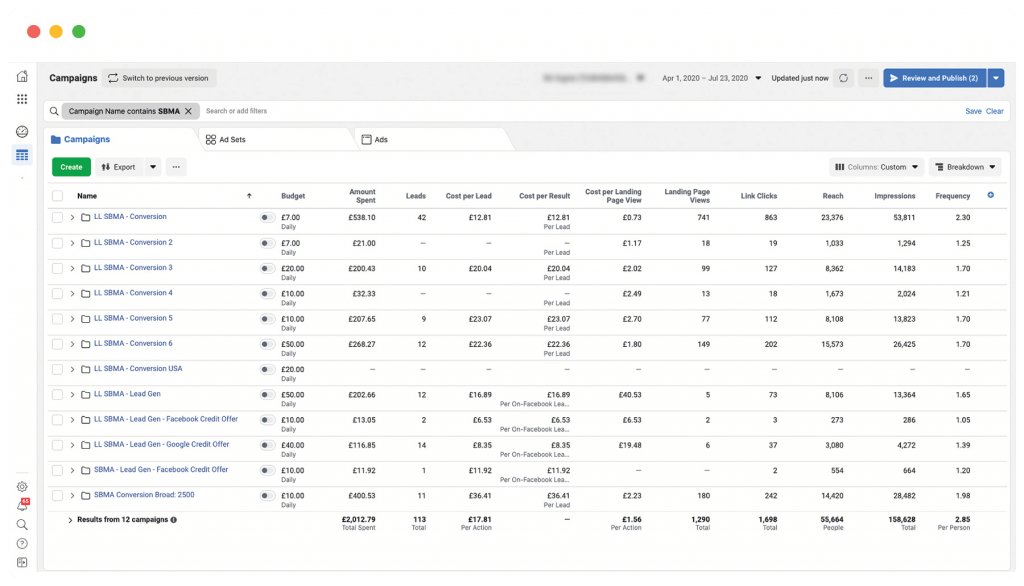 Campaigns Switch to previous version Apr 1, 2020 – Jul 23, 2020 Updated just now ... Review and Publish (2)
Campaign Name contains SBMA × Search or add filters Save Clear
Campaigns Ad Sets Ads
Create Export ... Columns: Custom Breakdown
Name Budget Amount Spent Leads Cost per Lead Cost per Result Cost per Landing Page View Landing Page Views Link Clicks Reach Impressions Frequency
LL SBMA - Conversion £7.00 £538.10 42 £12.81 £12.81 £0.73 741 863 23,376 53,811 2.30
Daily Per Lead
LL SBMA - Conversion 2 £7.00 £21.00 — — — £1.17 18 19 1,033 1,294 1.25
Daily Per Lead
LL SBMA - Conversion 3 £20.00 £200.43 10 £20.04 £20.04 £2.02 99 127 8,362 14,183 1.70
Daily Per Lead
LL SBMA - Conversion 4 £10.00 £32.33 — — — £2.49 13 18 1,673 2,024 1.21
Daily Per Lead
LL SBMA - Conversion 5 £10.00 £207.65 9 £23.07 £23.07 £2.70 77 112 8,108 13,823 1.70
Daily Per Lead
LL SBMA - Conversion 6 £50.00 £268.27 12 £22.36 £22.36 £1.80 149 202 15,573 26,425 1.70
Daily Per Lead
LL SBMA - Conversion USA £20.00 — — — — — — — — — —
Daily
LL SBMA - Lead Gen £50.00 £202.66 12 £16.89 £16.89 £40.53 5 73 8,106 13,364 1.65
Daily Per On-Facebook Lea...
LL SBMA - Lead Gen - Facebook Credit Offer £10.00 £13.05 2 £6.53 £6.53 £6.53 2 3 273 286 1.05
Daily Per On-Facebook Lea...
LL SBMA - Lead Gen - Google Credit Offer £40.00 £116.85 14 £8.35 £8.35 £19.48 6 37 3,080 4,272 1.39
Daily Per On-Facebook Lea...
SBMA - Lead Gen - Facebook Credit Offer £10.00 £11.92 1 £11.92 £11.92 — — 2 554 664 1.20
Daily Per On-Facebook Lea...
SBMA Conversion Broad: 2500 £10.00 £400.53 11 £36.41 £36.41 £2.23 180 242 14,420 28,482 1.98
Daily Per Lead
Results from 12 campaigns £2,012.79 113 £17.81 — £1.56 1,290 1,698 55,664 158,628 2.85
Total Spent Total Per Action Per Action Total Total People Total Per Person